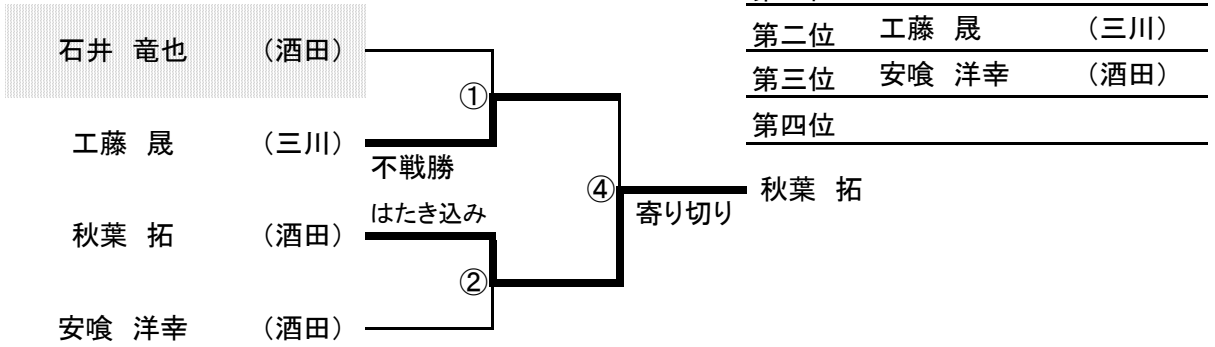 第二位 工藤 晟 （三川）
石井 竜也 （酒田）
第三位 安喰 洋幸 （酒田）
①
第四位
工藤 晟 （三川）
不戦勝
④ 秋葉 拓
はたき込み
寄り切り
秋葉 拓 （酒田）
②
安喰 洋幸 （酒田）